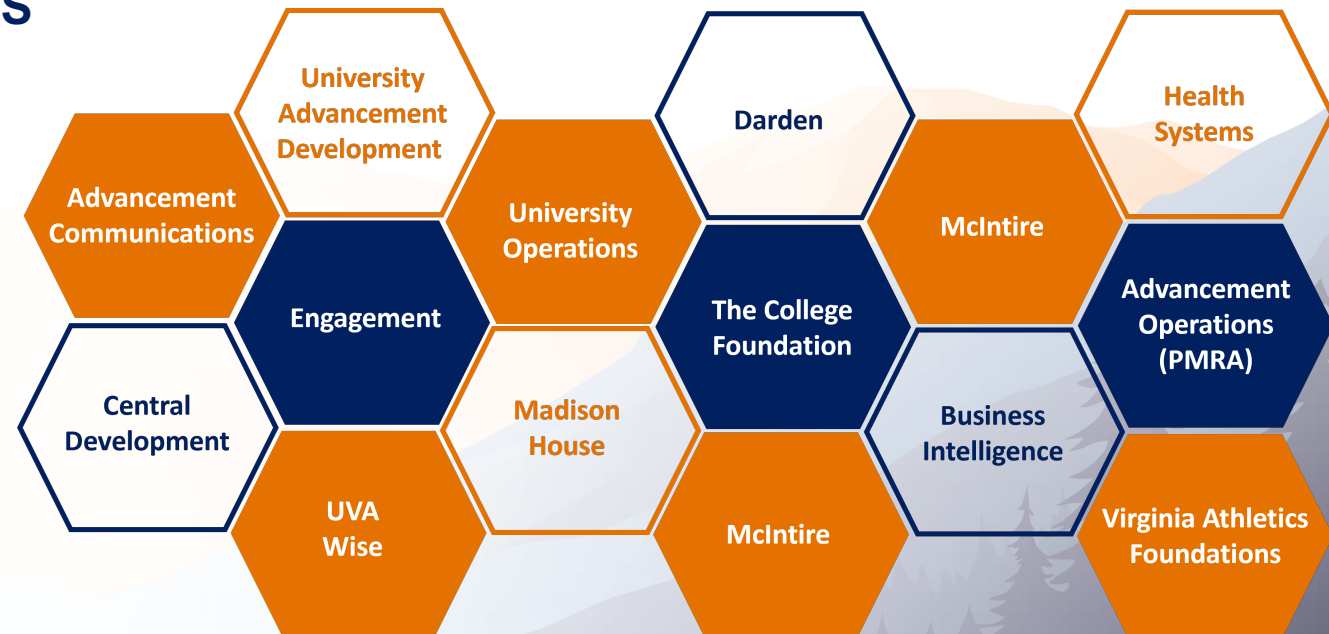 s
University
Advancement
Development
Darden
Health
Systems
Advancement
Communications
University
Operations
McIntire
Engagement
The College
Foundation
Advancement
Operations
(PMRA)
Central
Development
Madison
House
Business
Intelligence
UVA
Wise
McIntire
Virginia Athletics
Foundations